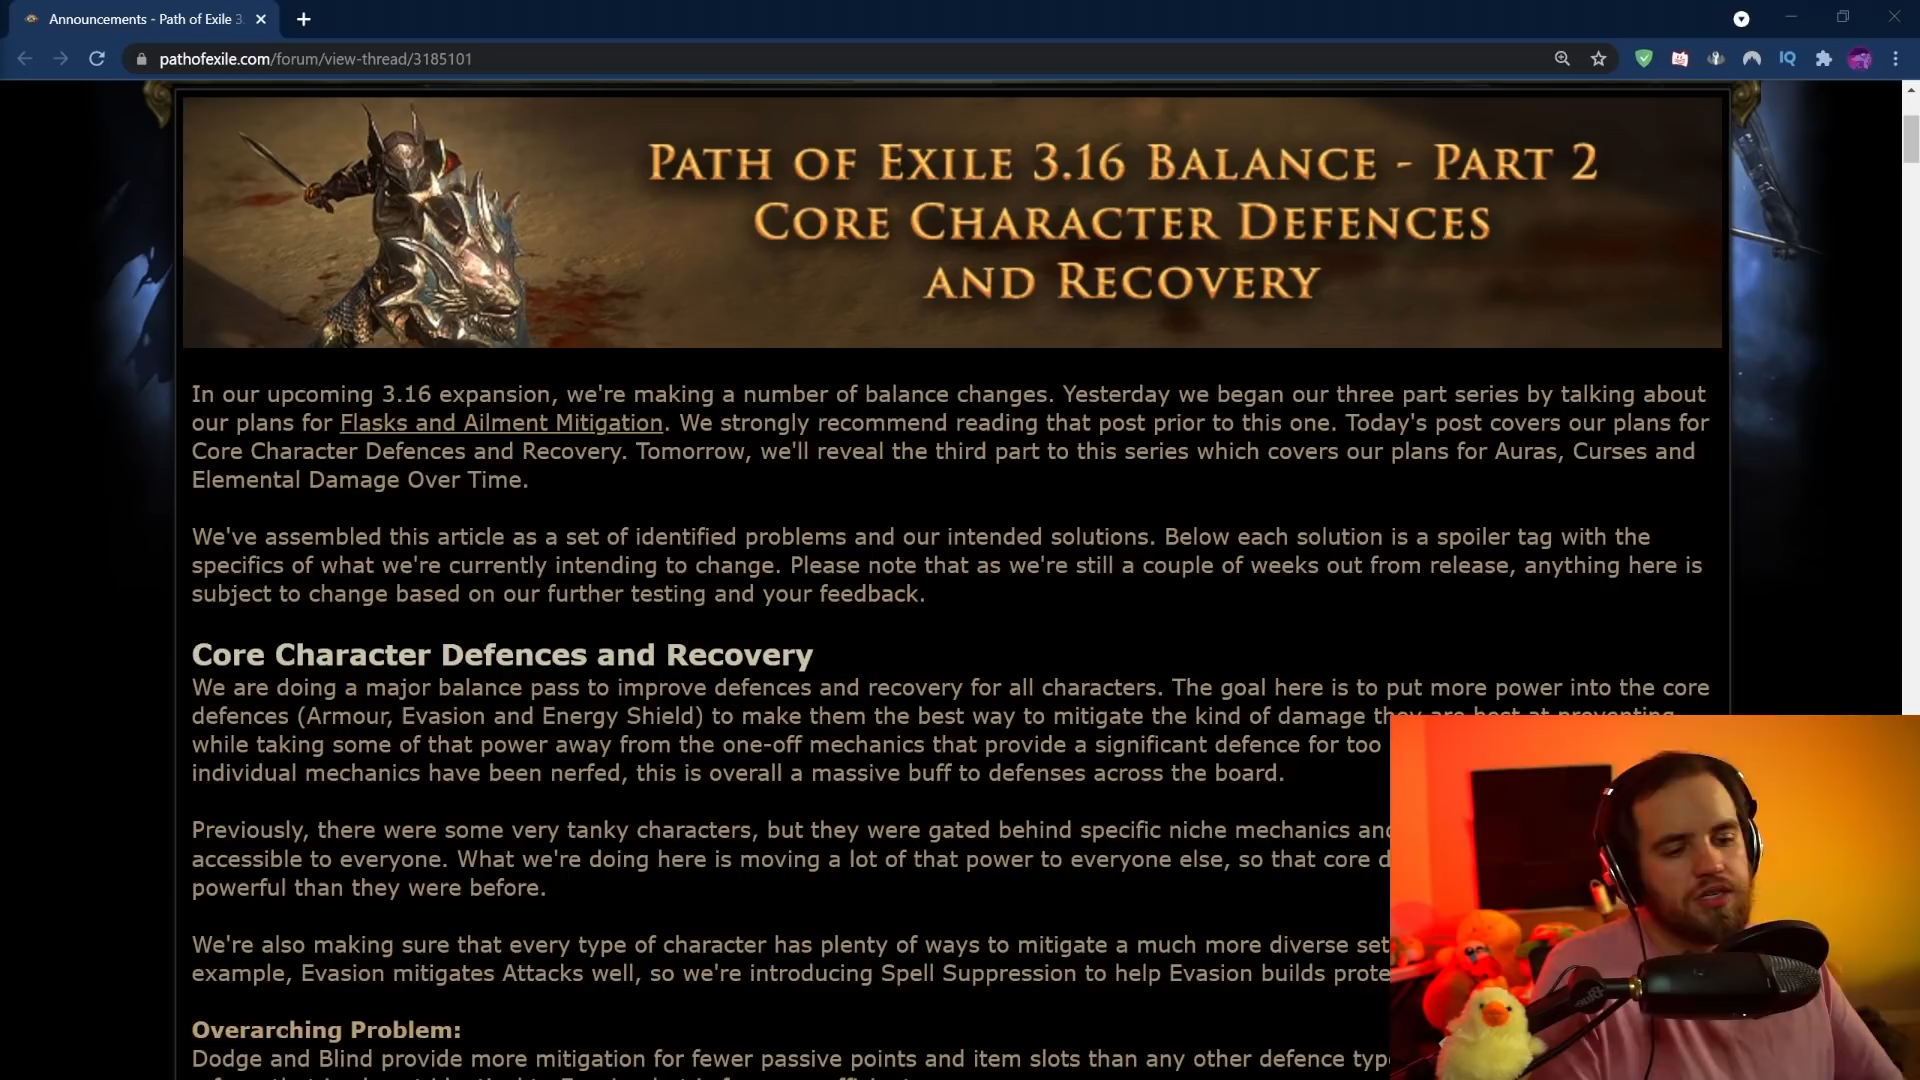 Announcements - Path of Exile 3.
pathofexile.com/forum/view-thread/3185101
IQ
PATH OF EXILE 3.16 BALANCE - PART 2
CORE CHARACTER DEFENCES
AND RECOVERY
In our upcoming 3.16 expansion, we're making a number of balance changes. Yesterday we began our three part series by talking about
our plans for Flasks and Ailment Mitigation. We strongly recommend reading that post prior to this one. Today's post covers our plans for
Core Character Defences and Recovery. Tomorrow, we'll reveal the third part to this series which covers our plans for Auras, Curses and
Elemental Damage Over Time.
We've assembled this article as a set of identified problems and our intended solutions. Below each solution is a spoiler tag with the
specifics of what we're currently intending to change. Please note that as we're still a couple of weeks out from release, anything here is
subject to change based on our further testing and your feedback.
Core Character Defences and Recovery
We are doing a major balance pass to improve defences and recovery for all characters. The goal here is to put more power into the core
defences (Armour, Evasion and Energy Shield) to make them the best way to mitigate the kind of damage they are best at preventing
while taking some of that power away from the one-off mechanics that provide a significant defence for too
individual mechanics have been nerfed, this is overall a massive buff to defenses across the board.
Previously, there were some very tanky characters, but they were gated behind specific niche mechanics and
accessible to everyone. What we're doing here is moving a lot of that power to everyone else, so that core d
powerful than they were before.
We're also making sure that every type of character has plenty of ways to mitigate a much more diverse set
example, Evasion mitigates Attacks well, so we're introducing Spell Suppression to help Evasion builds prote
Overarching Problem:
Dodge and Blind provide more mitigation for fewer passive points and item slots than any other defence typ